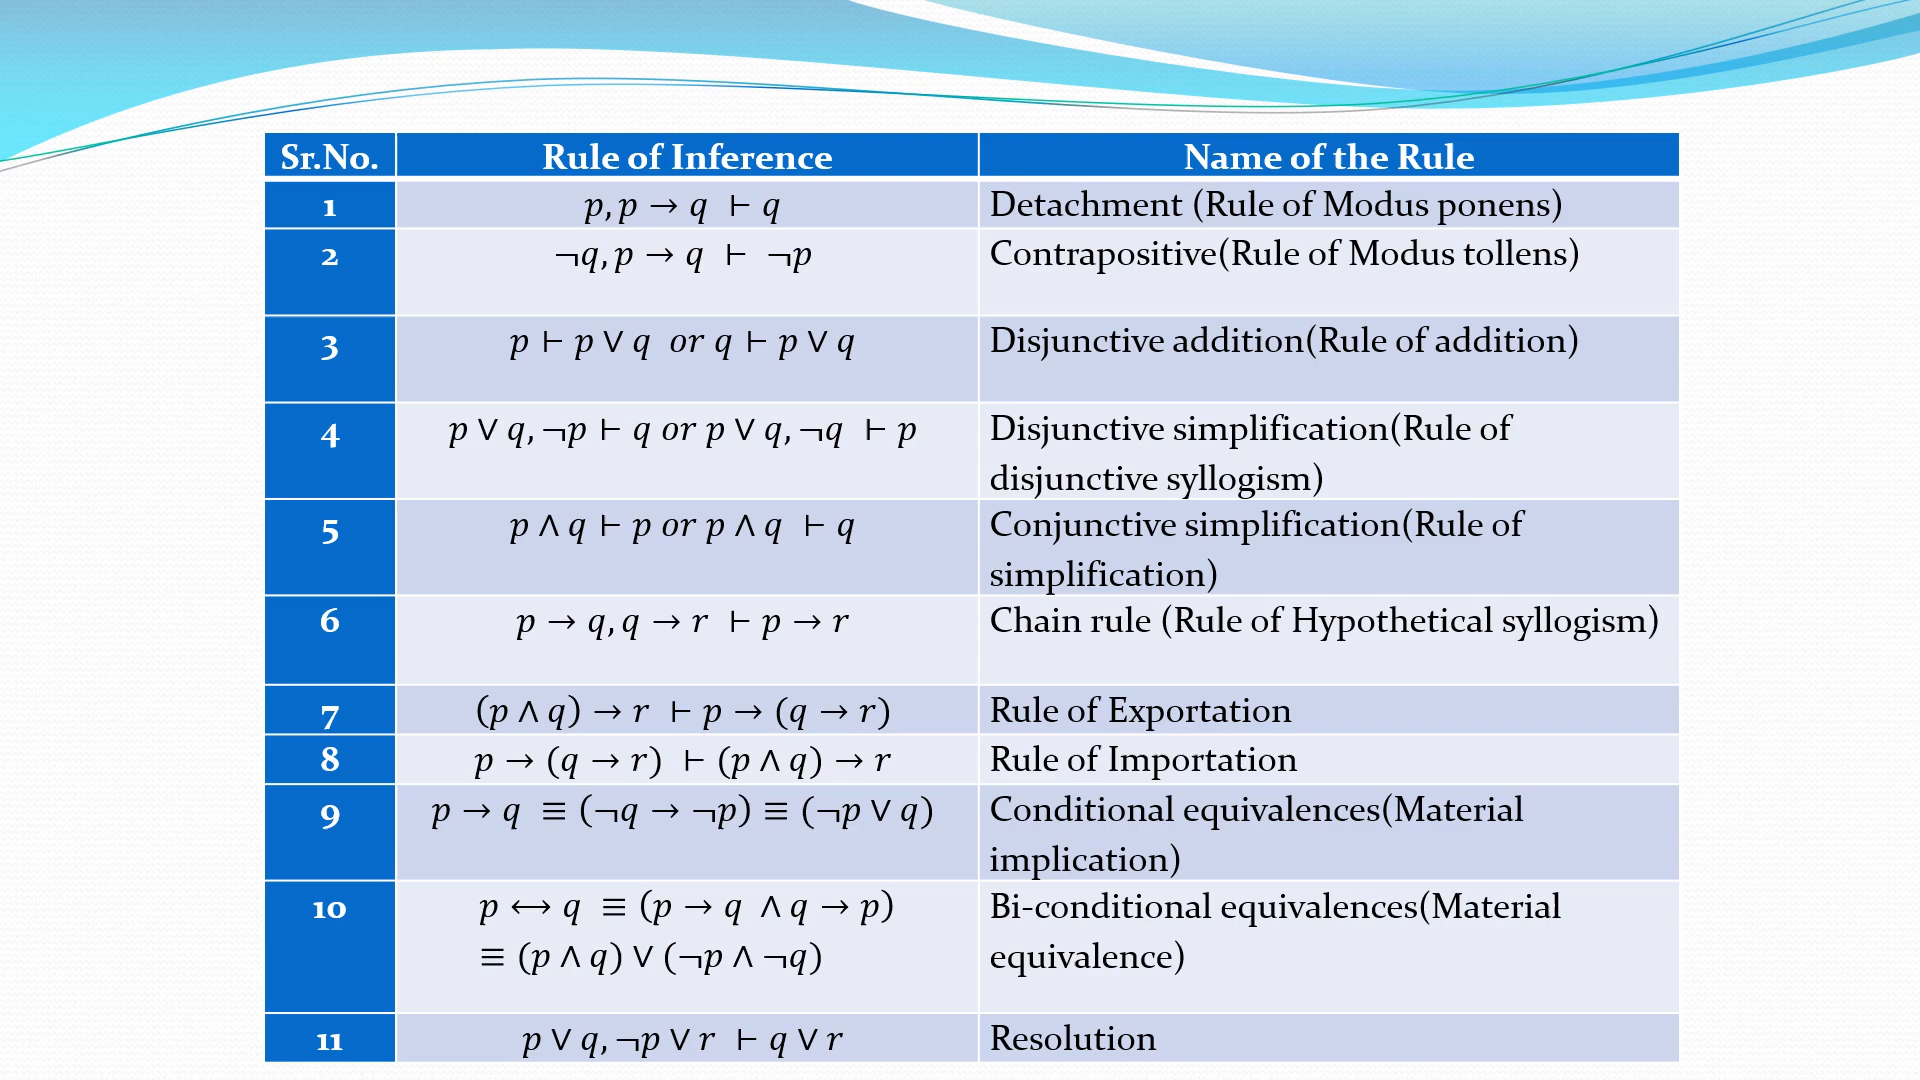 Sr.No. Rule of Inference Name of the Rule
1 p, p → q ⊢ q Detachment (Rule of Modus ponens)
2 ¬q, p → q ⊢ ¬p Contrapositive(Rule of Modus tollens)
3 p ⊢ p ∨ q or q ⊢ p ∨ q Disjunctive addition(Rule of addition)
4 p ∨ q, ¬p ⊢ q or p ∨ q, ¬q ⊢ p Disjunctive simplification(Rule of
disjunctive syllogism)
5 p ∧ q ⊢ p or p ∧ q ⊢ q Conjunctive simplification(Rule of
simplification)
6 p → q, q → r ⊢ p → r Chain rule (Rule of Hypothetical syllogism)
7 (p ∧ q) → r ⊢ p → (q → r) Rule of Exportation
8 p → (q → r) ⊢ (p ∧ q) → r Rule of Importation
9 p → q ≡ (¬q → ¬p) ≡ (¬p ∨ q) Conditional equivalences(Material
implication)
10 p ↔ q ≡ (p → q ∧ q → p) Bi-conditional equivalences(Material
≡ (p ∧ q) ∨ (¬p ∧ ¬q) equivalence)
11 p ∨ q, ¬p ∨ r ⊢ q ∨ r Resolution